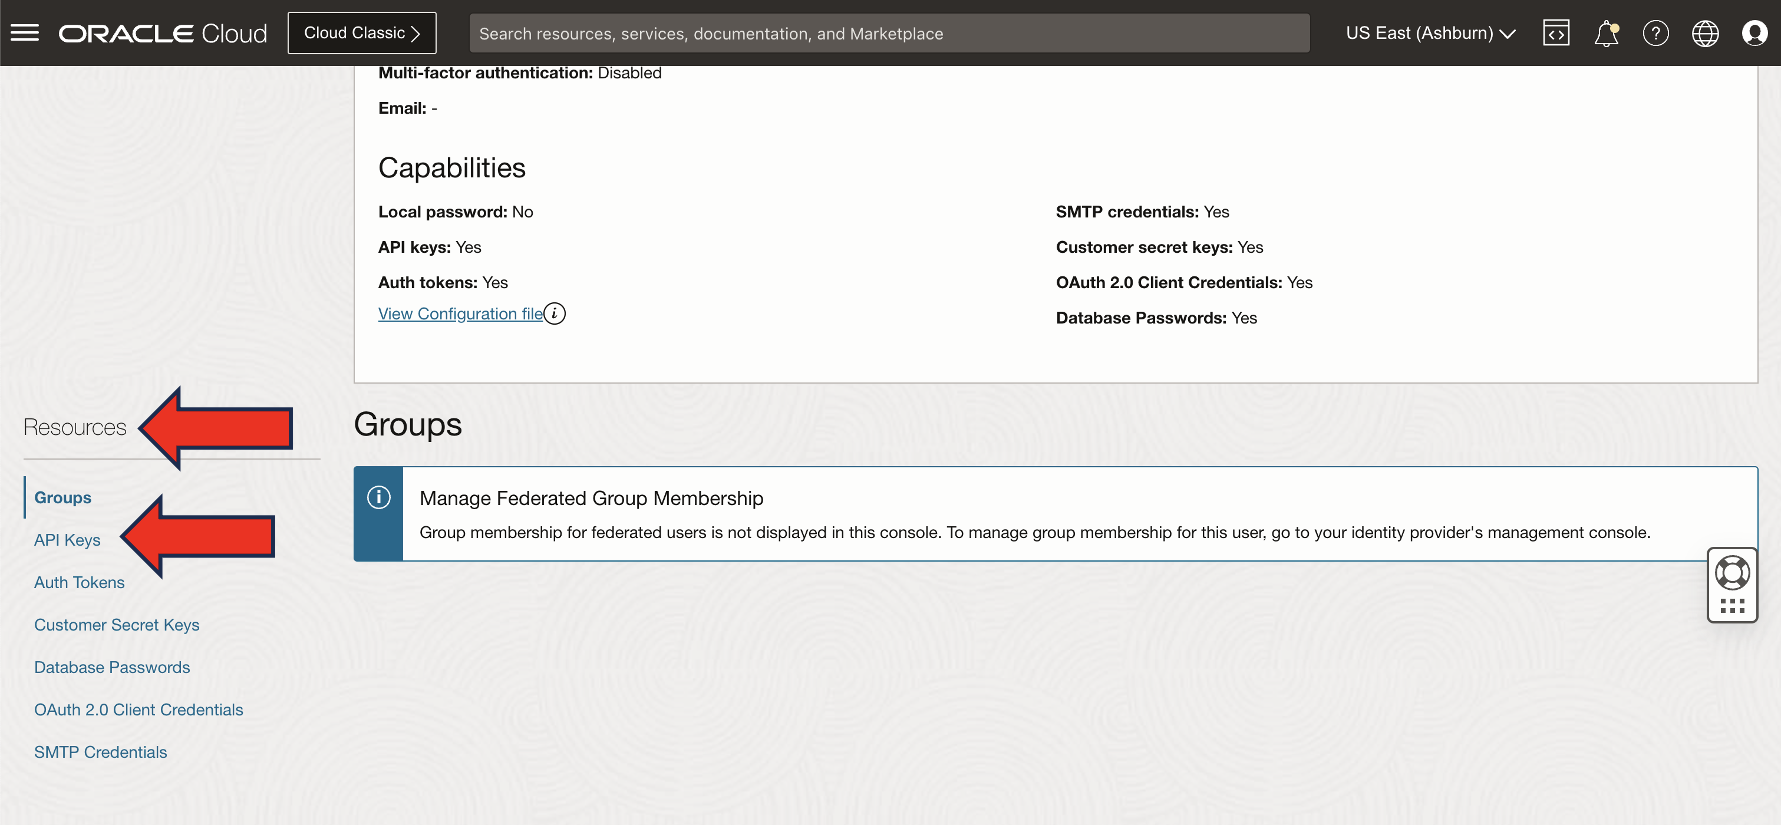 ORACLE Cloud
Cloud Classic
Search resources, services, documentation, and Marketplace
US East (Ashburn)
Multi-factor authentication: Disabled
Email: -
Capabilities
Local password: No
API keys: Yes
Auth tokens: Yes
View Configuration file
SMTP credentials: Yes
Customer secret keys: Yes
OAuth 2.0 Client Credentials: Yes
Database Passwords: Yes
Resources
Groups
API Keys
Auth Tokens
Customer Secret Keys
Database Passwords
OAuth 2.0 Client Credentials
SMTP Credentials
Groups
Manage Federated Group Membership
Group membership for federated users is not displayed in this console. To manage group membership for this user, go to your identity provider's management console.